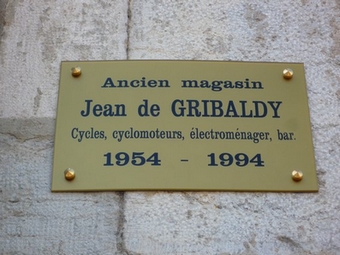 Ancien magasin
Jean de GRIBALDY
Cycles, cyclomoteurs, électroménager, bar.
1954 - 1994